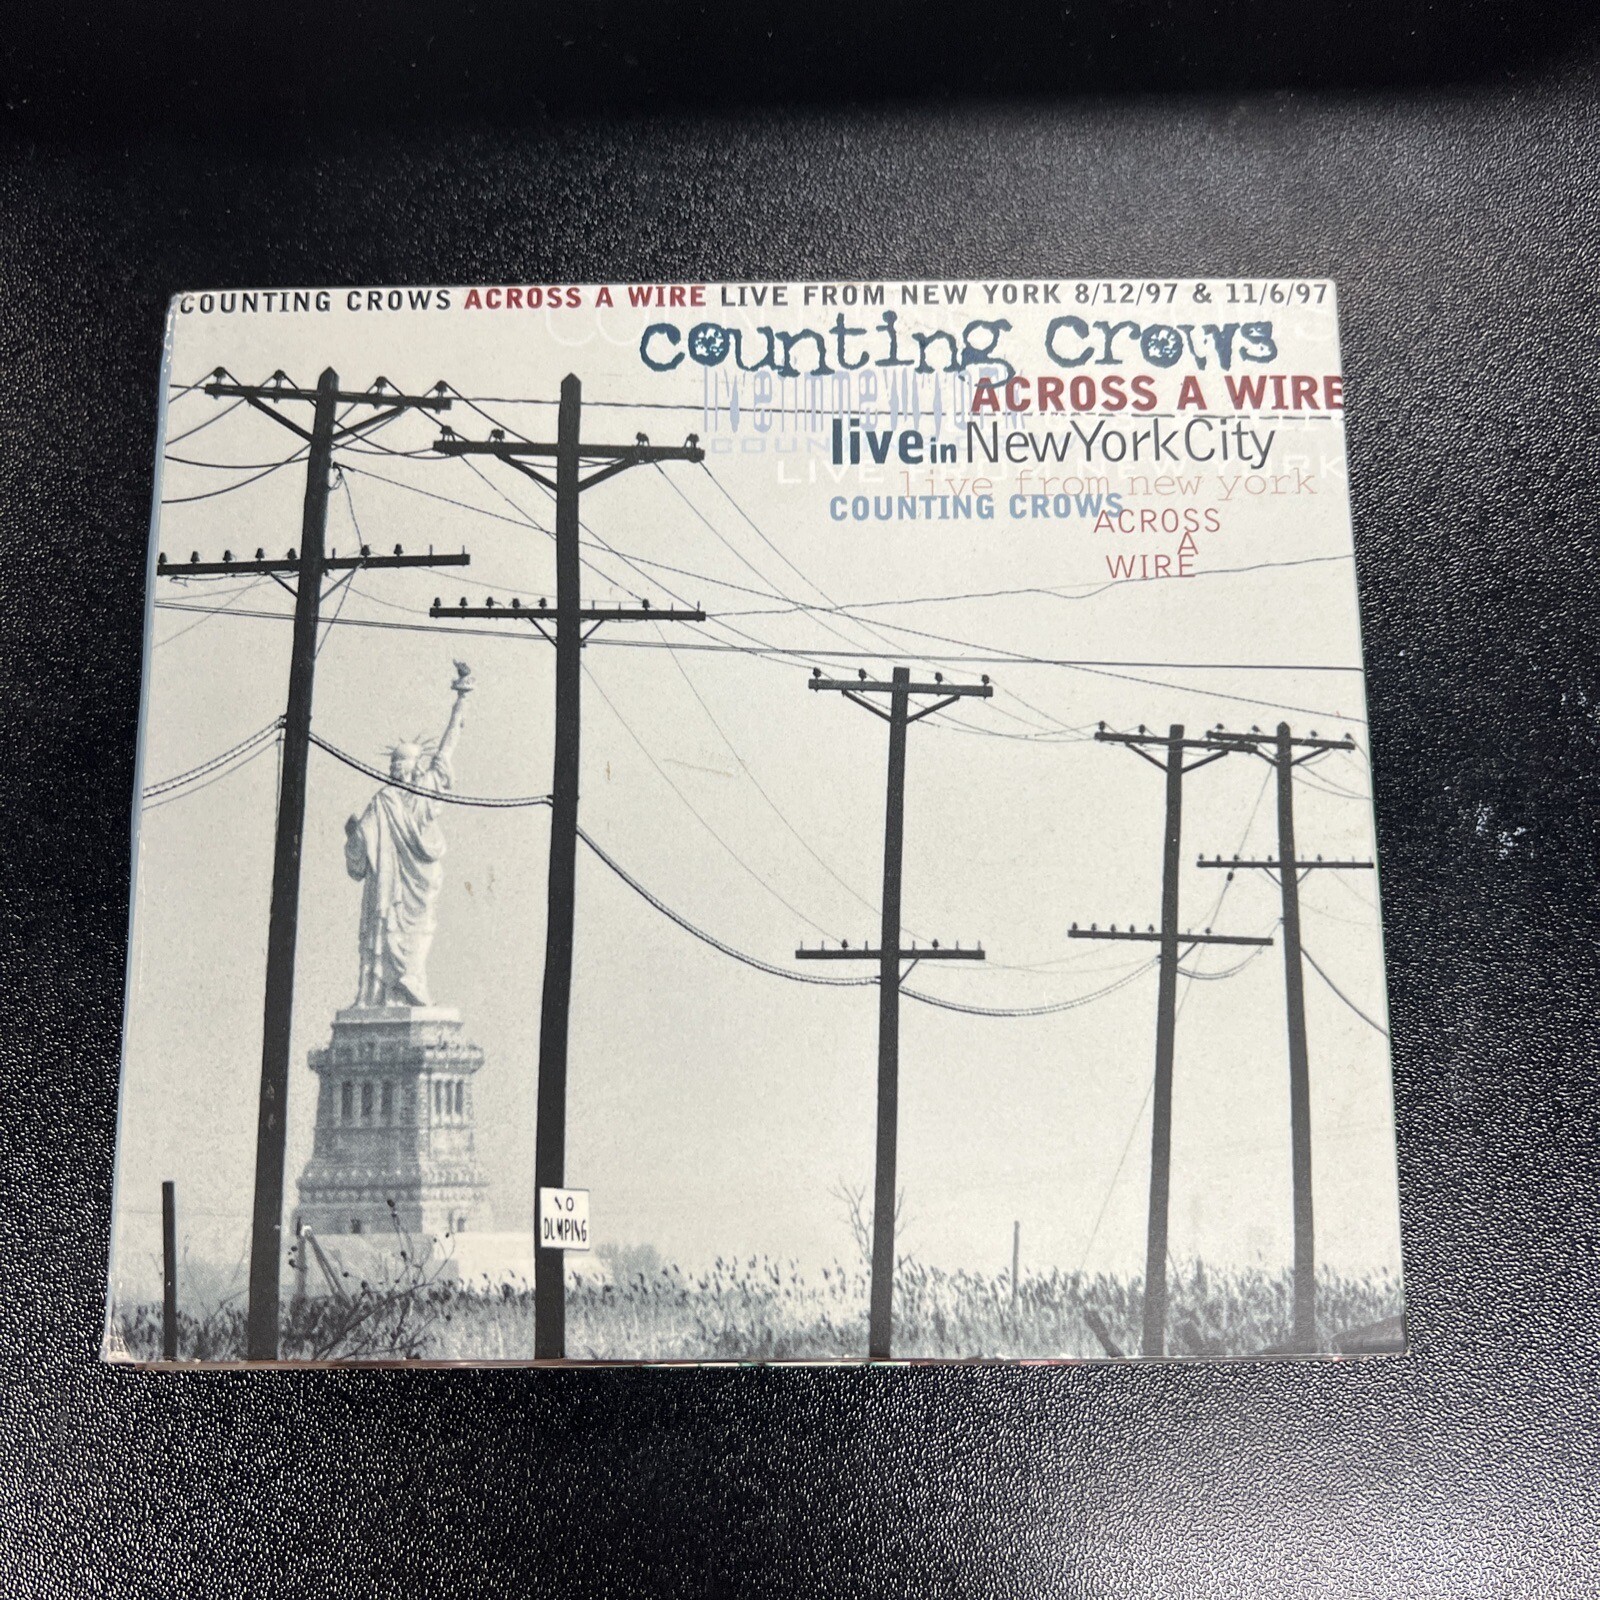 COUNTING CROWS ACROSS A WIRE LIVE FROM NEW YORK 8/12/97 & 11/6/97
counting crows
ACROSS A WIRE
live in NewYorkCity
LIVE FROM NEW YORK
live from new york
COUNTING CROWS
ACROSS
A
WIRE
NO
DUMPING